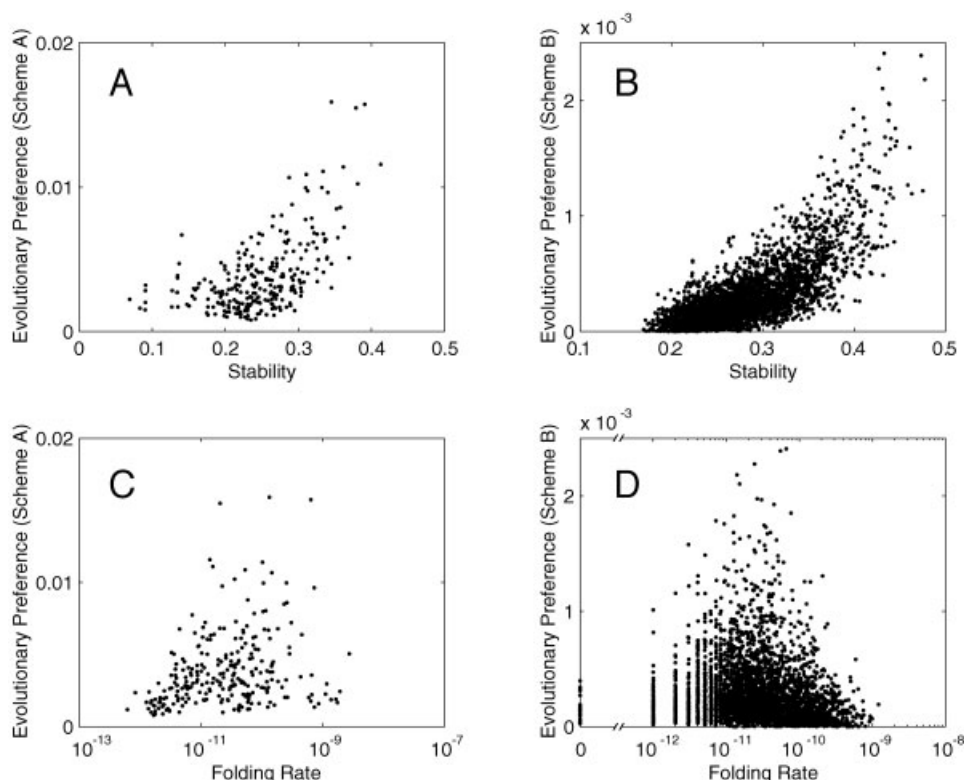 A
Evolutionary Preference (Scheme A)
0.02
0.01
0
0
0.1
0.2
0.3
0.4
0.5
Stability
B
Evolutionary Preference (Scheme B)
x 10⁻³
2
1
0
0.1
0.2
0.3
0.4
0.5
Stability
C
Evolutionary Preference (Scheme A)
0.02
0.01
0
10⁻¹³
10⁻¹¹
10⁻⁹
10⁻⁷
Folding Rate
D
Evolutionary Preference (Scheme B)
x 10⁻³
2
1
0
0
10⁻¹²
10⁻¹¹
10⁻¹⁰
10⁻⁹
10⁻⁸
Folding Rate